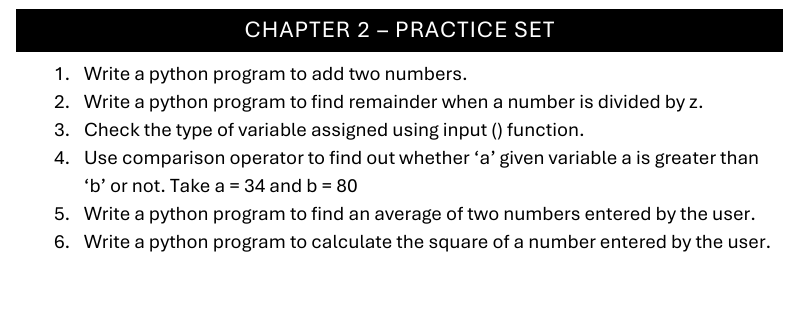 CHAPTER 2 – PRACTICE SET
1. Write a python program to add two numbers.
2. Write a python program to find remainder when a number is divided by z.
3. Check the type of variable assigned using input () function.
4. Use comparison operator to find out whether ‘a’ given variable a is greater than
‘b’ or not. Take a = 34 and b = 80
5. Write a python program to find an average of two numbers entered by the user.
6. Write a python program to calculate the square of a number entered by the user.